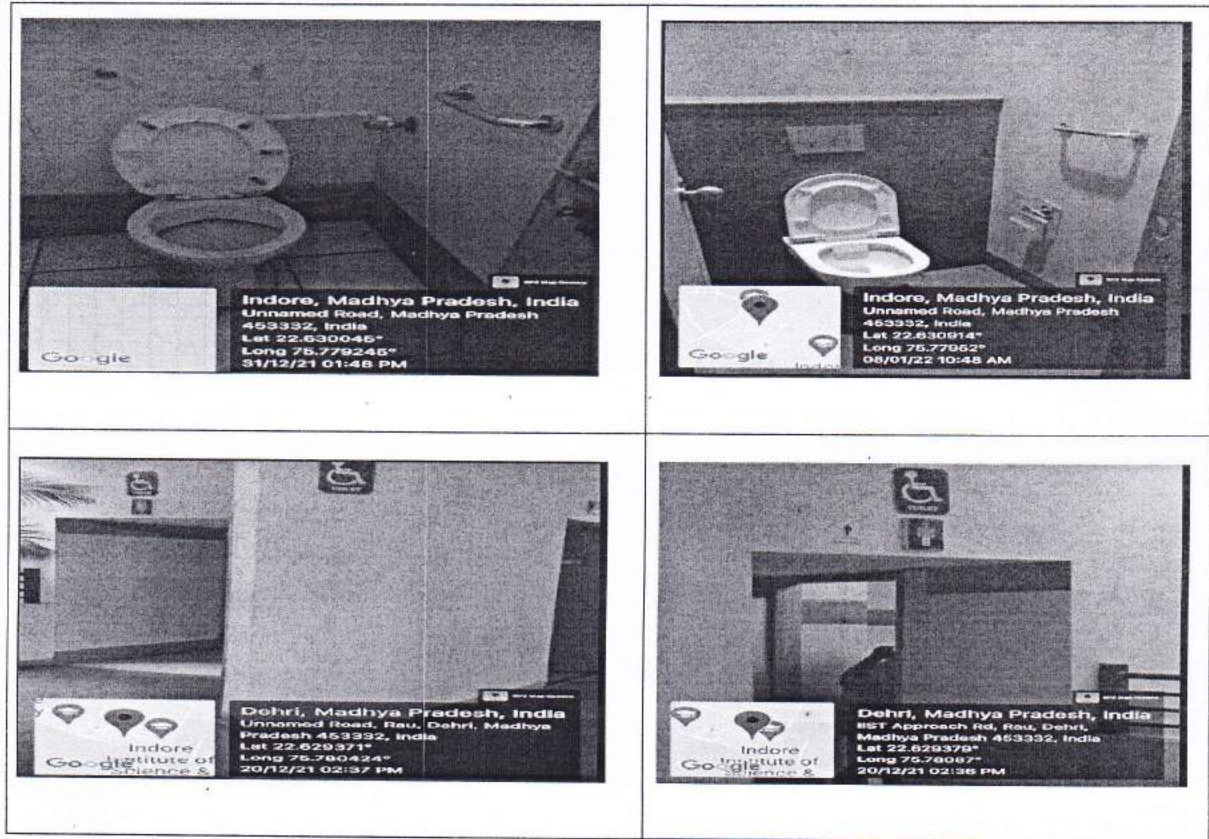 Indore, Madhya Pradesh, India
Unnamed Road, Madhya Pradesh
453332, India
Lat 22.630045°
Long 75.779245°
31/12/21 01:48 PM
Google
Indore, Madhya Pradesh, India
Unnamed Road, Madhya Pradesh
453332, India
Lat 22.630914°
Long 75.77952°
08/01/22 10:48 AM
Google
TOILET
Dehri, Madhya Pradesh, India
Unnamed Road, Rau, Dehri, Madhya
Pradesh 453332, India
Lat 22.629371°
Long 75.780424°
20/12/21 02:37 PM
Indore
Institute of
Science &
Google
TOILET
Dehri, Madhya Pradesh, India
IIST Approach Rd, Rau, Dehri,
Madhya Pradesh 453332, India
Lat 22.629379°
Long 75.78087°
20/12/21 02:36 PM
Indore
Institute of
Science &
Google